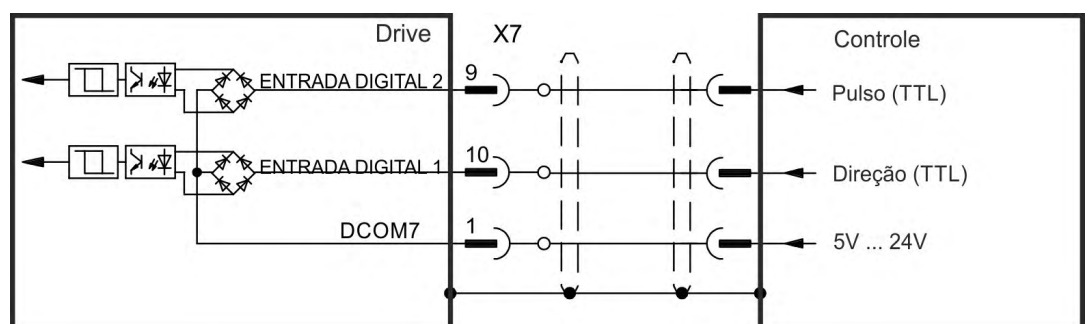 Drive
X7
Controle
ENTRADA DIGITAL 2
9
Pulso (TTL)
ENTRADA DIGITAL 1
10
Direção (TTL)
DCOM7
1
5V ... 24V